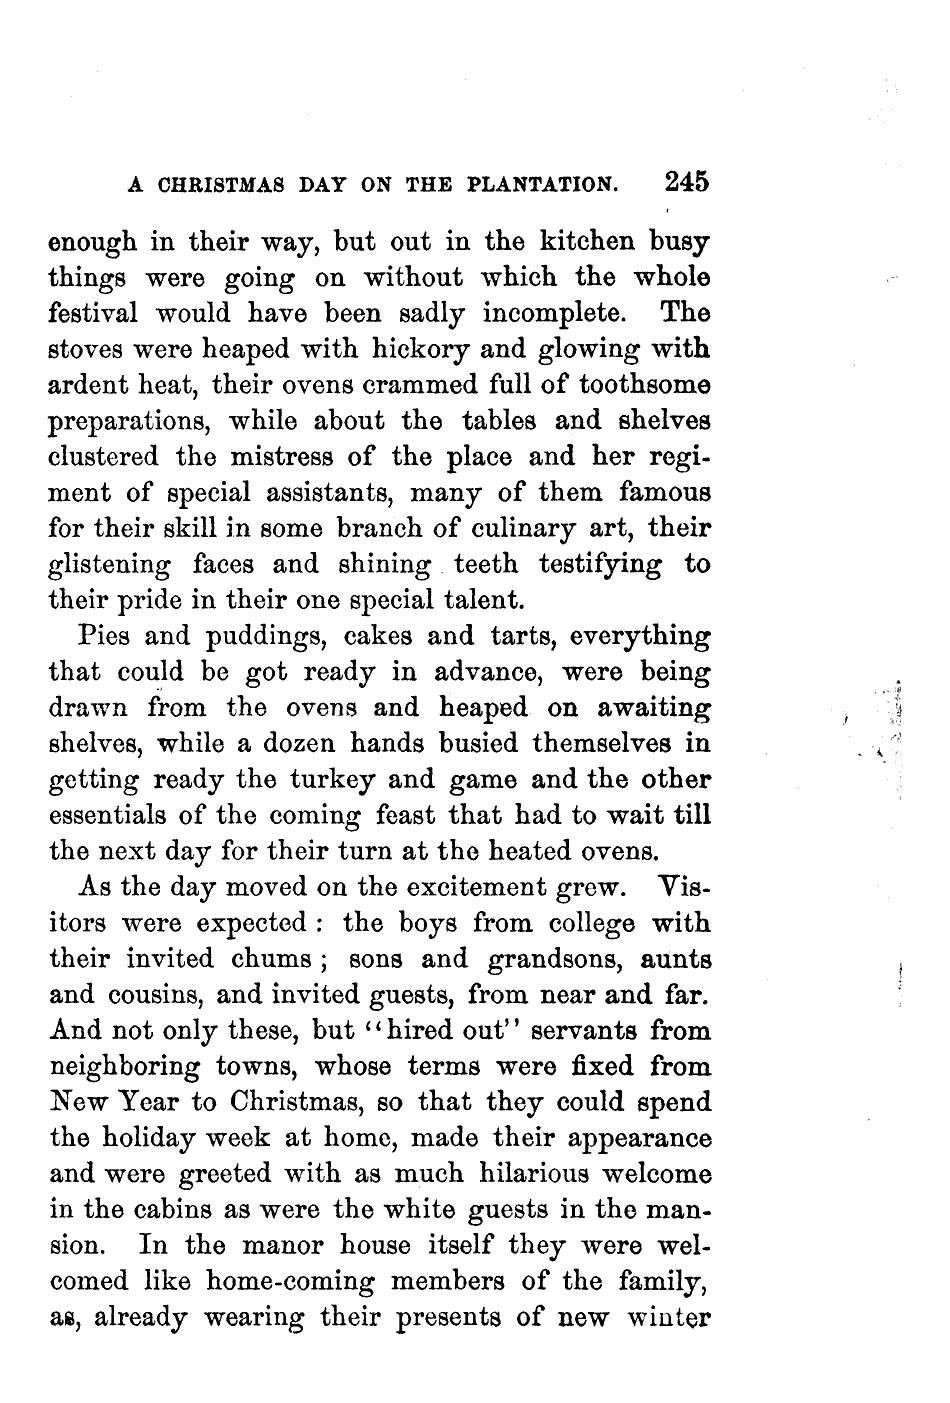 A CHRISTMAS DAY ON THE PLANTATION. 245
enough in their way, but out in the kitchen busy
things were going on without which the whole
festival would have been sadly incomplete. The
stoves were heaped with hickory and glowing with
ardent heat, their ovens crammed full of toothsome
preparations, while about the tables and shelves
clustered the mistress of the place and her regi-
ment of special assistants, many of them famous
for their skill in some branch of culinary art, their
glistening faces and shining teeth testifying to
their pride in their one special talent.
Pies and puddings, cakes and tarts, everything
that could be got ready in advance, were being
drawn from the ovens and heaped on awaiting
shelves, while a dozen hands busied themselves in
getting ready the turkey and game and the other
essentials of the coming feast that had to wait till
the next day for their turn at the heated ovens.
As the day moved on the excitement grew. Vis-
itors were expected : the boys from college with
their invited chums ; sons and grandsons, aunts
and cousins, and invited guests, from near and far.
And not only these, but “hired out” servants from
neighboring towns, whose terms were fixed from
New Year to Christmas, so that they could spend
the holiday week at home, made their appearance
and were greeted with as much hilarious welcome
in the cabins as were the white guests in the man-
sion. In the manor house itself they were wel-
comed like home-coming members of the family,
as, already wearing their presents of new winter